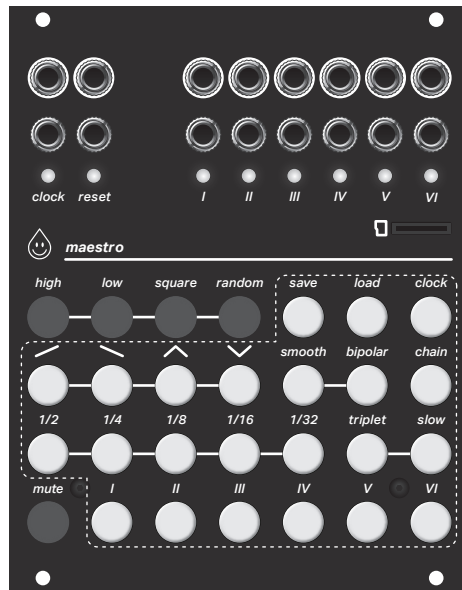 clock reset I II III IV V VI
maestro
high low square random save load clock
smooth bipolar chain
1/2 1/4 1/8 1/16 1/32 triplet slow
mute I II III IV V VI